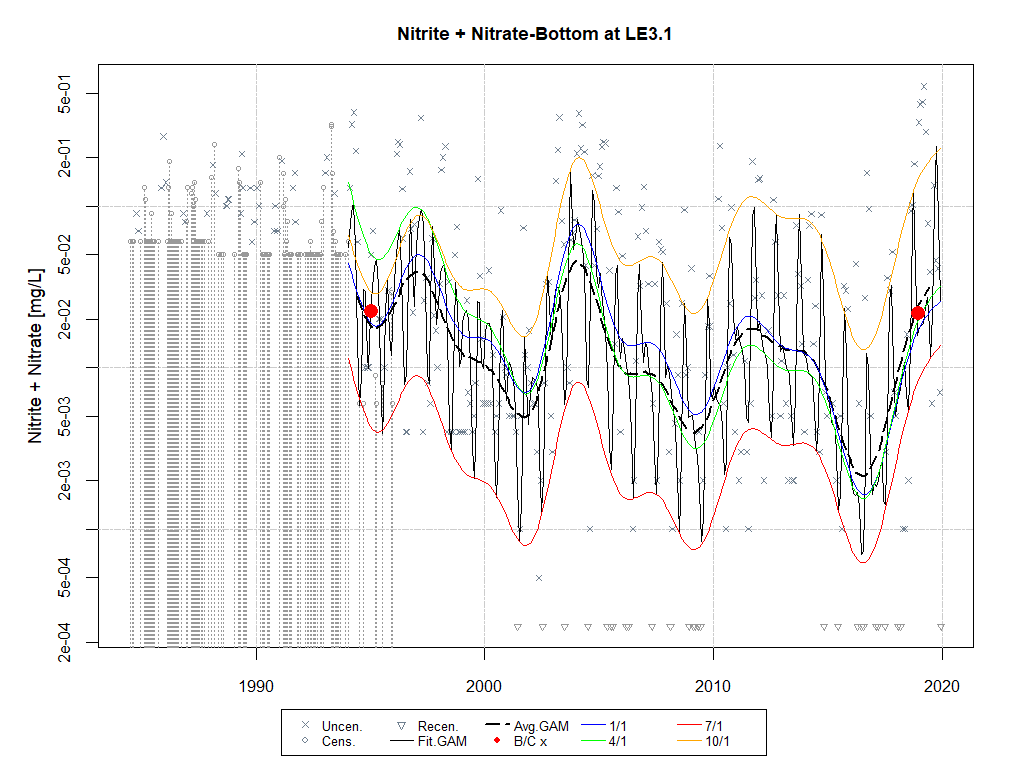 Nitrite + Nitrate-Bottom at LE3.1
Nitrite + Nitrate [mg/L]
5e-01
2e-01
5e-02
2e-02
5e-03
2e-03
5e-04
2e-04
1990 2000 2010 2020
Uncen. Recen. Avg.GAM 1/1 7/1
Cens. Fit.GAM B/C x 4/1 10/1